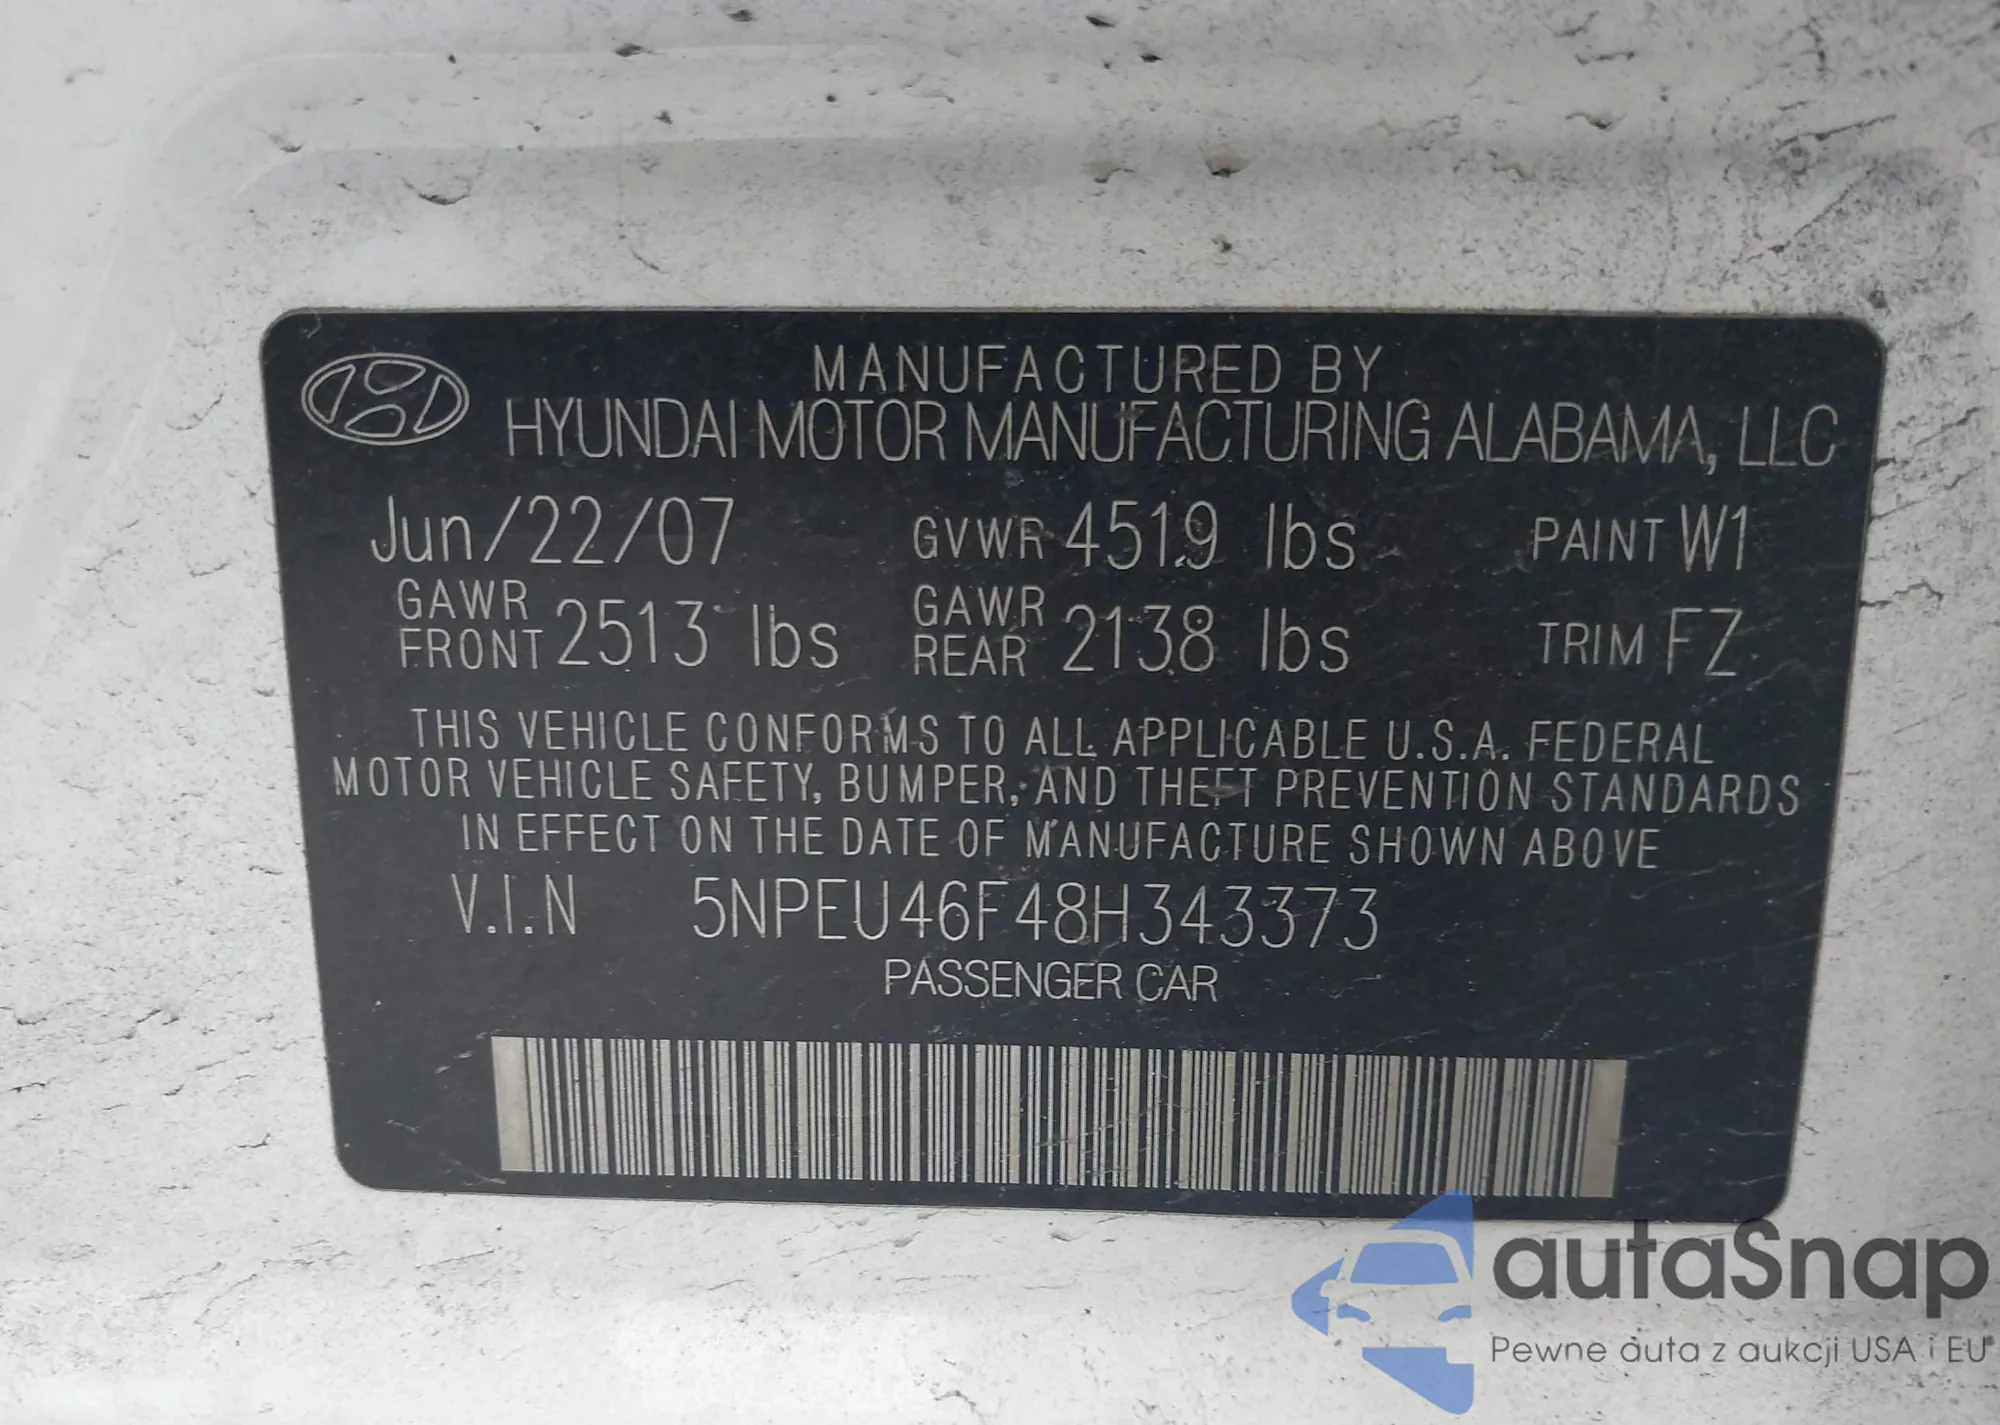 MANUFACTURED BY
HYUNDAI MOTOR MANUFACTURING ALABAMA, LLC
Jun/22/07 GVWR 4519 lbs PAINT W1
GAWR FRONT 2513 lbs GAWR REAR 2138 lbs TRIM FZ
THIS VEHICLE CONFORMS TO ALL APPLICABLE U.S.A. FEDERAL
MOTOR VEHICLE SAFETY, BUMPER, AND THEFT PREVENTION STANDARDS
IN EFFECT ON THE DATE OF MANUFACTURE SHOWN ABOVE
V.I.N 5NPEU46F48H343373
PASSENGER CAR
autaSnap
Pewne auta z aukcji USA i EU